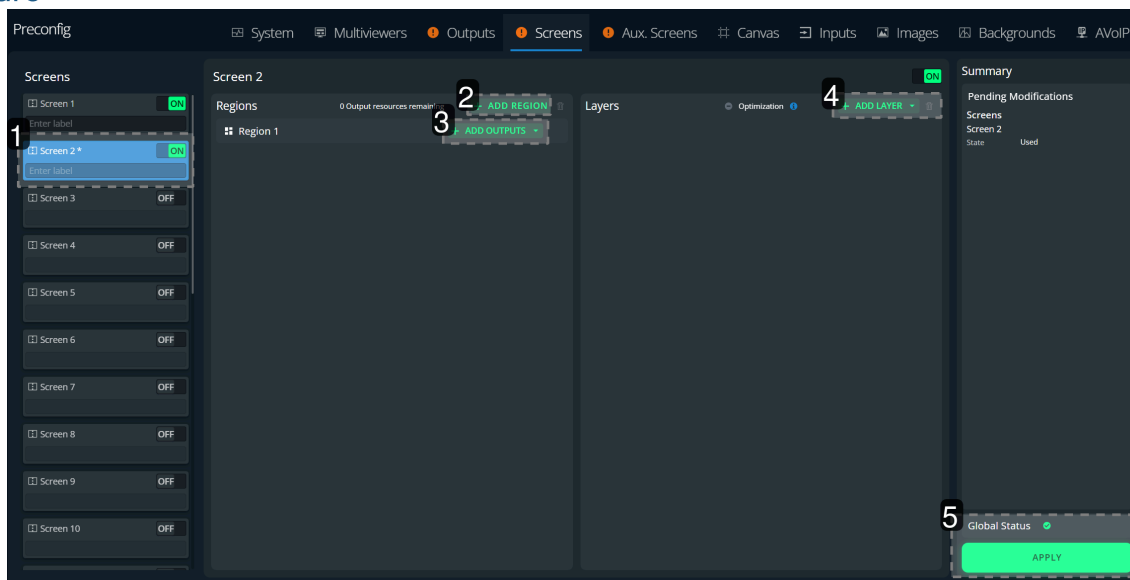 Preconfig
System
Multiviewers
Outputs
Screens
Aux. Screens
Canvas
Inputs
Images
Backgrounds
AVoIP
Screens
1
Screen 1 ON
Enter label
Screen 2 * ON
Enter label
Screen 3 OFF
Screen 4 OFF
Screen 5 OFF
Screen 6 OFF
Screen 7 OFF
Screen 8 OFF
Screen 9 OFF
Screen 10 OFF
Screen 2 ON
Regions 0 Output resources remaining 2 + ADD REGION
Region 1 3 + ADD OUTPUTS
Layers Optimization 4 + ADD LAYER
Summary
Pending Modifications
Screens
Screen 2
State Used
5
Global Status
APPLY